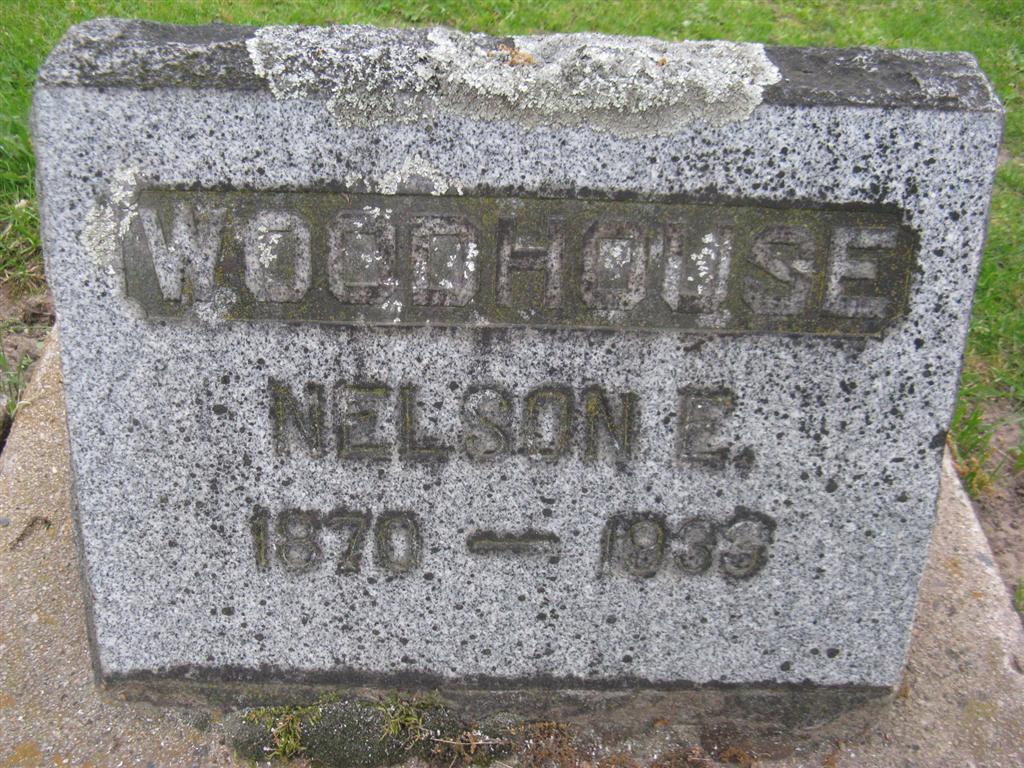 WOODHOUSE
NELSON E.
1870 — 1933